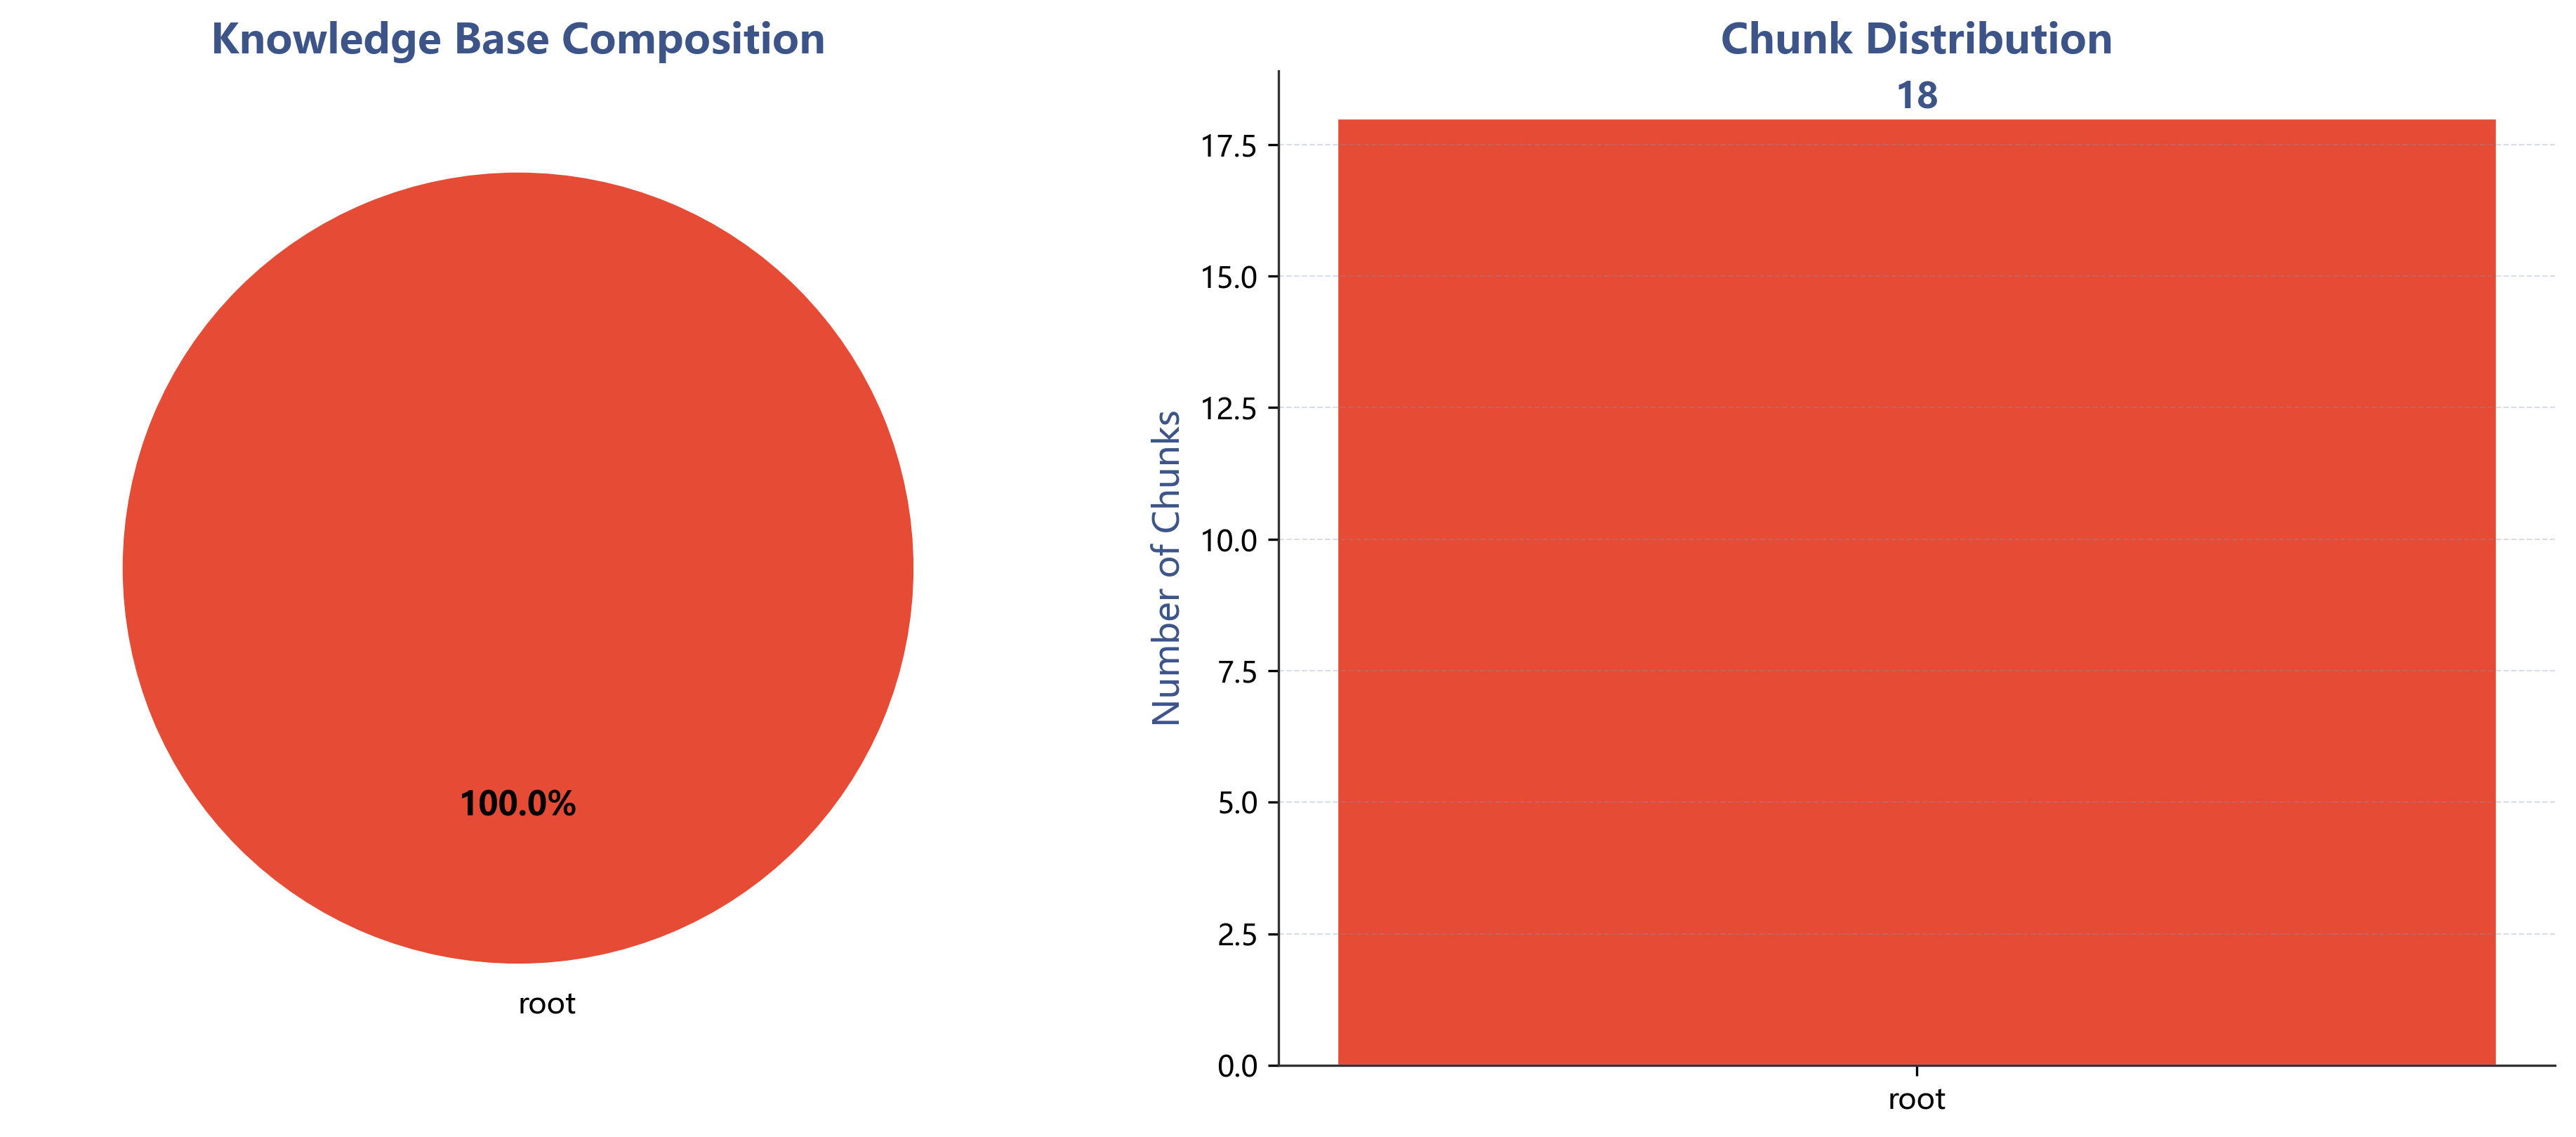 Knowledge Base Composition
100.0%
root
Chunk Distribution
18
Number of Chunks
17.5
15.0
12.5
10.0
7.5
5.0
2.5
0.0
root